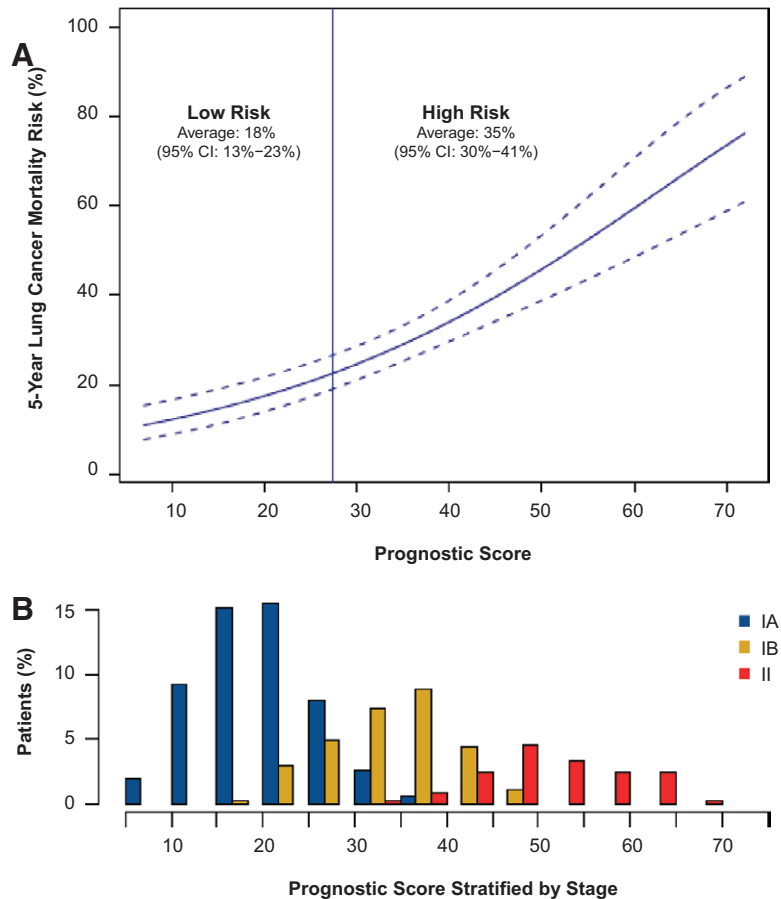 A
5-Year Lung Cancer Mortality Risk (%)
100
80
60
40
20
0
Low Risk
Average: 18%
(95% CI: 13%−23%)
High Risk
Average: 35%
(95% CI: 30%−41%)
10 20 30 40 50 60 70
Prognostic Score
B
Patients (%)
15
10
5
0
IA
IB
II
10 20 30 40 50 60 70
Prognostic Score Stratified by Stage